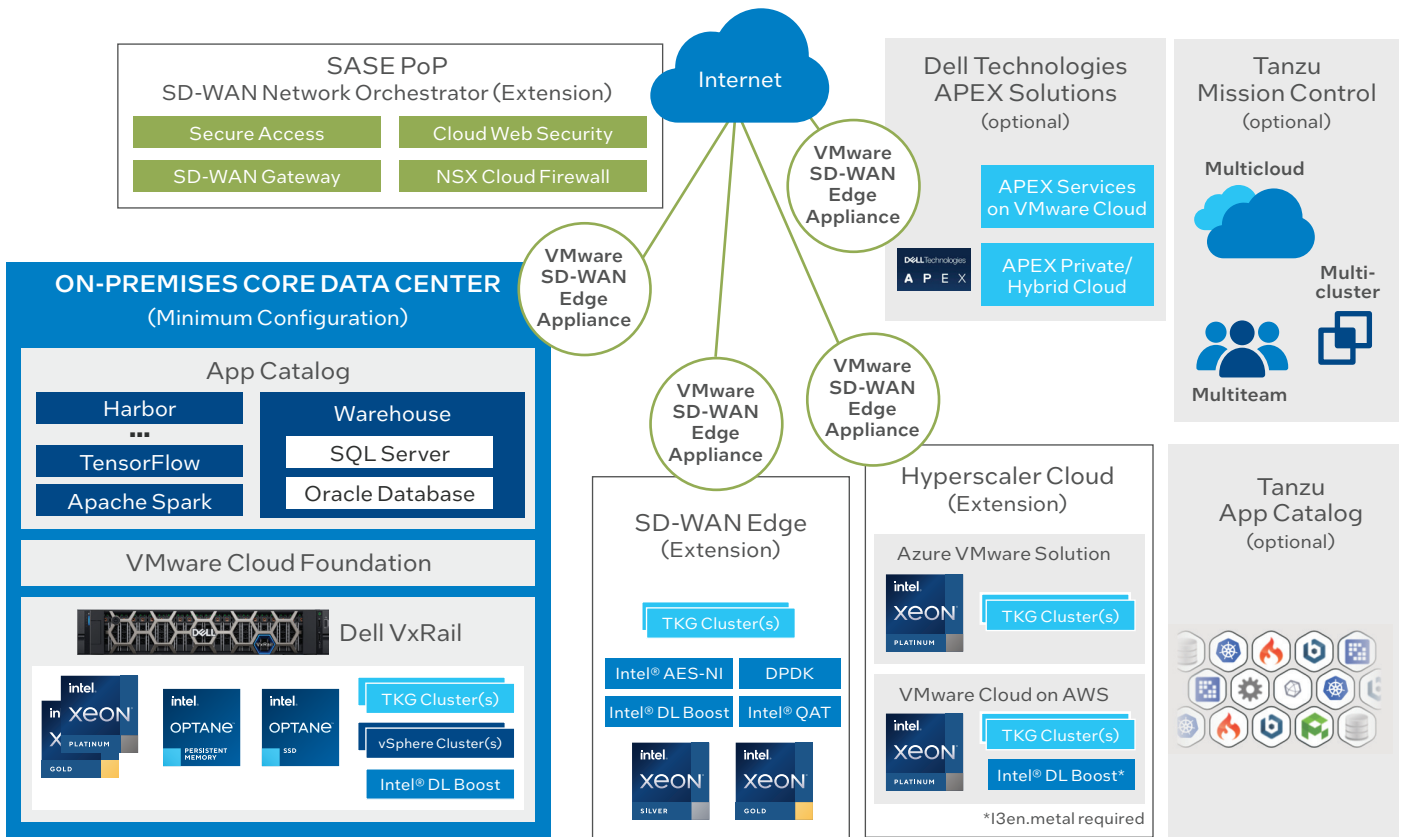 SASE PoP
SD-WAN Network Orchestrator (Extension)
Secure Access
Cloud Web Security
SD-WAN Gateway
NSX Cloud Firewall
Internet
VMware
SD-WAN
Edge
Appliance
VMware
SD-WAN
Edge
Appliance
VMware
SD-WAN
Edge
Appliance
VMware
SD-WAN
Edge
Appliance
Dell Technologies
APEX Solutions
(optional)
APEX Services
on VMware Cloud
DELLTechnologies
APEX
APEX Private/
Hybrid Cloud
Tanzu
Mission Control
(optional)
Multicloud
Multi-
cluster
Multiteam
ON-PREMISES CORE DATA CENTER
(Minimum Configuration)
App Catalog
Harbor
...
TensorFlow
Apache Spark
Warehouse
SQL Server
Oracle Database
VMware Cloud Foundation
DELL
Dell VxRail
intel.
XEON
PLATINUM
in
X
GOLD
intel.
OPTANE
PERSISTENT
MEMORY
intel.
OPTANE
SSD
TKG Cluster(s)
vSphere Cluster(s)
Intel® DL Boost
SD-WAN Edge
(Extension)
TKG Cluster(s)
Intel® AES-NI
DPDK
Intel® DL Boost
Intel® QAT
intel.
XEON
SILVER
intel.
XEON
GOLD
Hyperscaler Cloud
(Extension)
Azure VMware Solution
intel.
XEON
PLATINUM
TKG Cluster(s)
VMware Cloud on AWS
intel.
XEON
PLATINUM
TKG Cluster(s)
Intel® DL Boost*
*I3en.metal required
Tanzu
App Catalog
(optional)